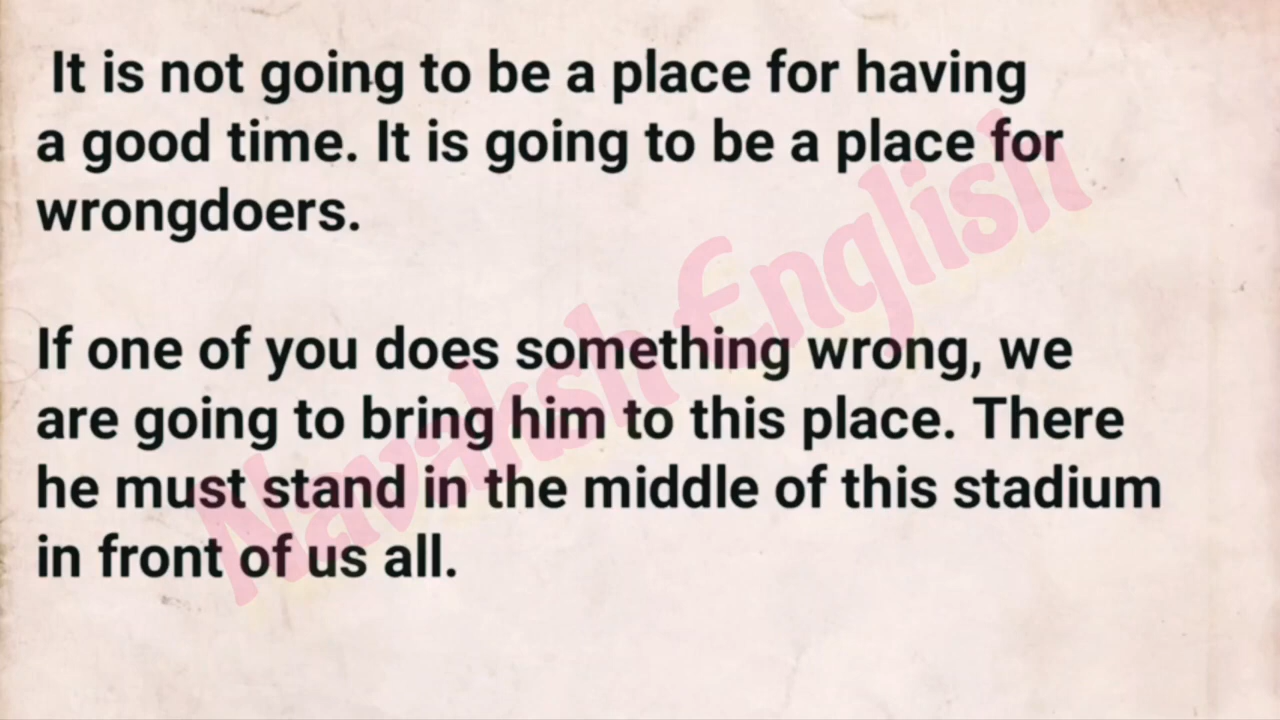 It is not going to be a place for having
a good time. It is going to be a place for
wrongdoers.
If one of you does something wrong, we
are going to bring him to this place. There
he must stand in the middle of this stadium
in front of us all.
Navaksh English